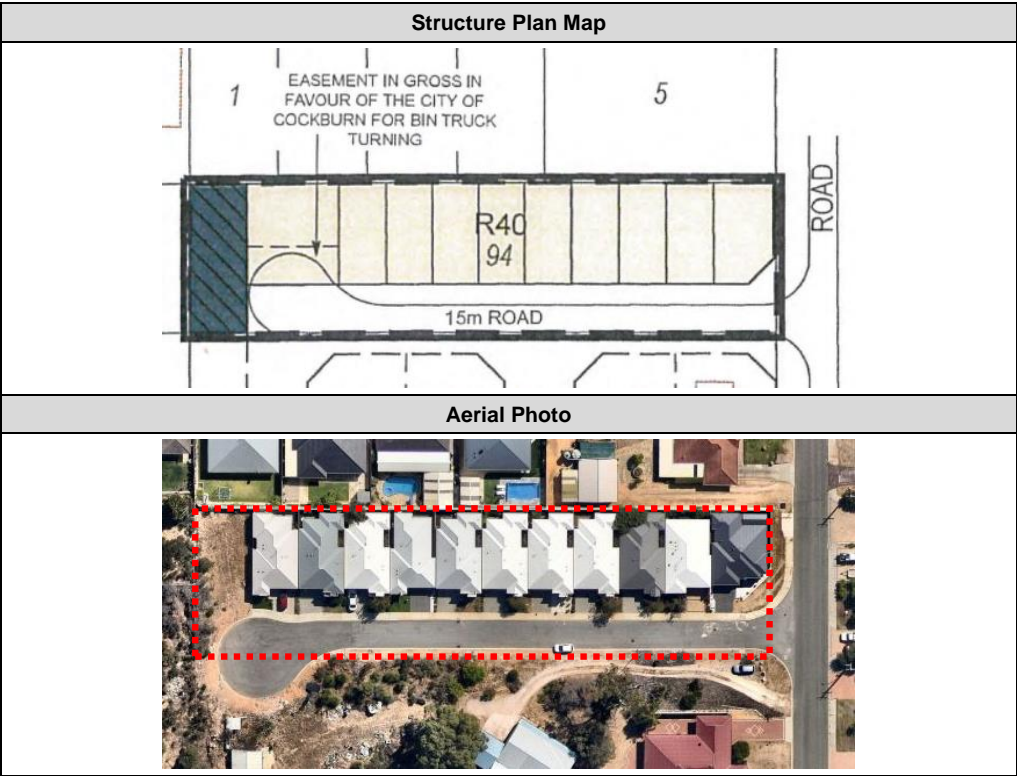 Structure Plan Map
1
EASEMENT IN GROSS IN
FAVOUR OF THE CITY OF
COCKBURN FOR BIN TRUCK
TURNING
5
ROAD
R40
94
15m ROAD
Aerial Photo